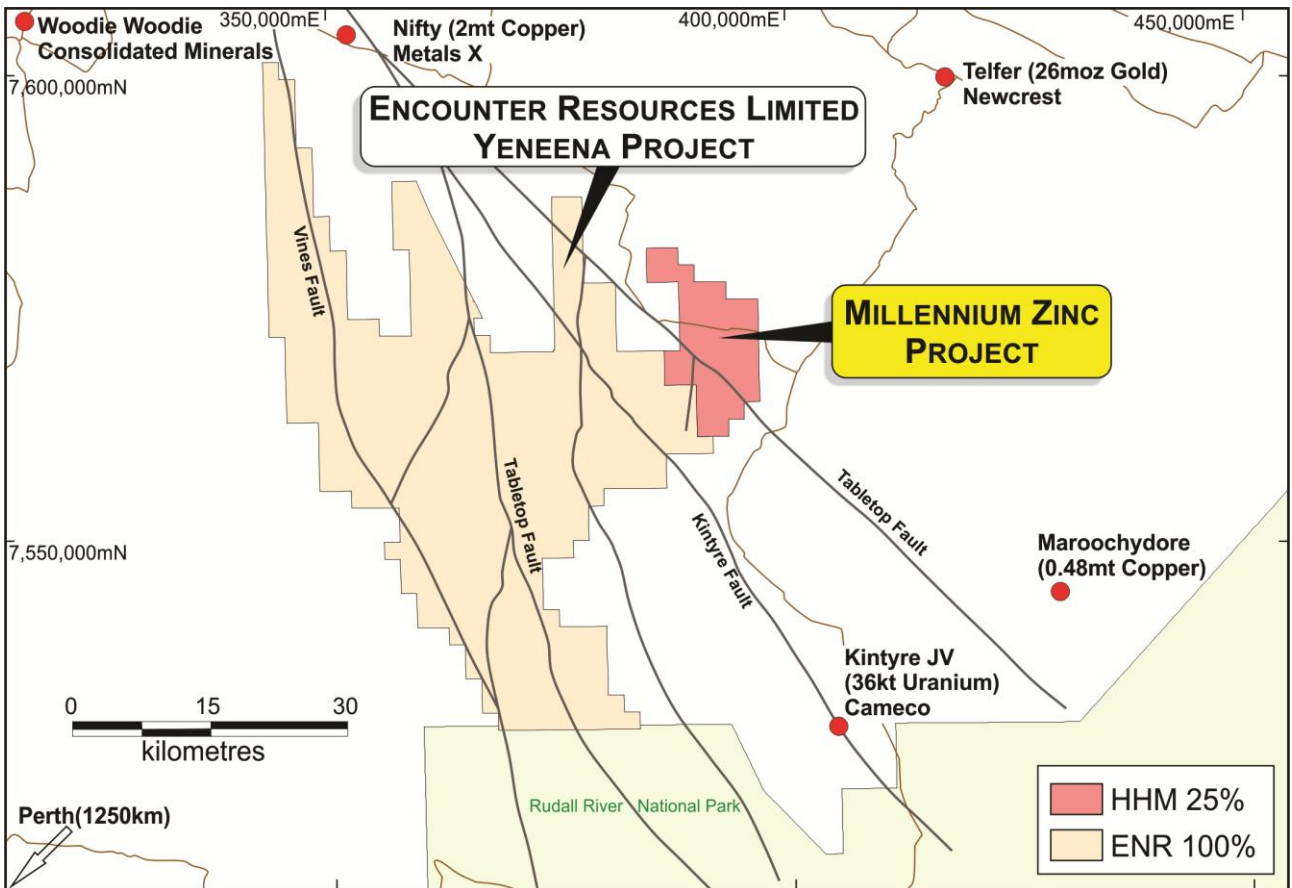 350,000mE
400,000mE
450,000mE
Woodie Woodie
Consolidated Minerals
Nifty (2mt Copper)
Metals X
Telfer (26moz Gold)
Newcrest
7,600,000mN
ENCOUNTER RESOURCES LIMITED
YENEENA PROJECT
Vines Fault
MILLENNIUM ZINC
PROJECT
Tabletop Fault
Kintyre Fault
Tabletop Fault
7,550,000mN
Maroochydore
(0.48mt Copper)
Kintyre JV
(36kt Uranium)
Cameco
0 15 30
kilometres
Rudall River National Park
HHM 25%
ENR 100%
Perth(1250km)